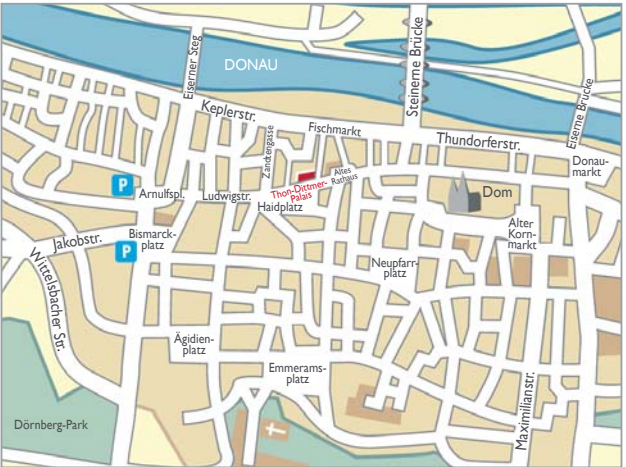 DONAU
Eiserner Steg
Steinerne Brücke
Eiserne Brücke
Keplerstr.
Fischmarkt
Thundorferstr.
Zandtengasse
Donau-
markt
Altes
Rathaus
P
Arnulfspl.
Ludwigstr.
Thon-Dittmer-
Palais
Haidplatz
Dom
Jakobstr.
Bismarck-
platz
P
Alter
Korn-
markt
Wittelsbacher Str.
Neupfarr-
platz
Ägidien-
platz
Emmerams-
platz
Maximilianstr.
Dörnberg-Park